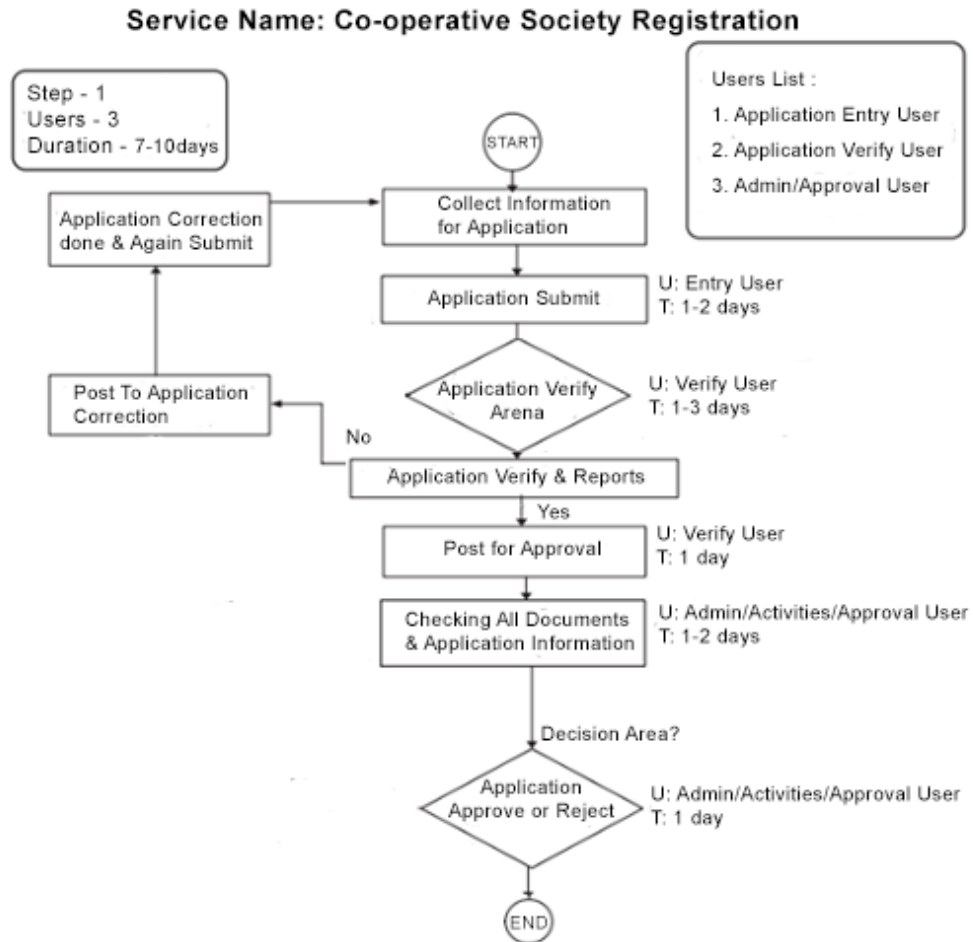 Service Name: Co-operative Society Registration
Step - 1
Users - 3
Duration - 7-10days
Users List :
1. Application Entry User
2. Application Verify User
3. Admin/Approval User
START
Application Correction
done & Again Submit
Collect Information
for Application
Application Submit
U: Entry User
T: 1-2 days
Post To Application
Correction
Application Verify
Arena
U: Verify User
T: 1-3 days
No
Application Verify & Reports
Yes
Post for Approval
U: Verify User
T: 1 day
Checking All Documents
& Application Information
U: Admin/Activities/Approval User
T: 1-2 days
Decision Area?
Application
Approve or Reject
U: Admin/Activities/Approval User
T: 1 day
END